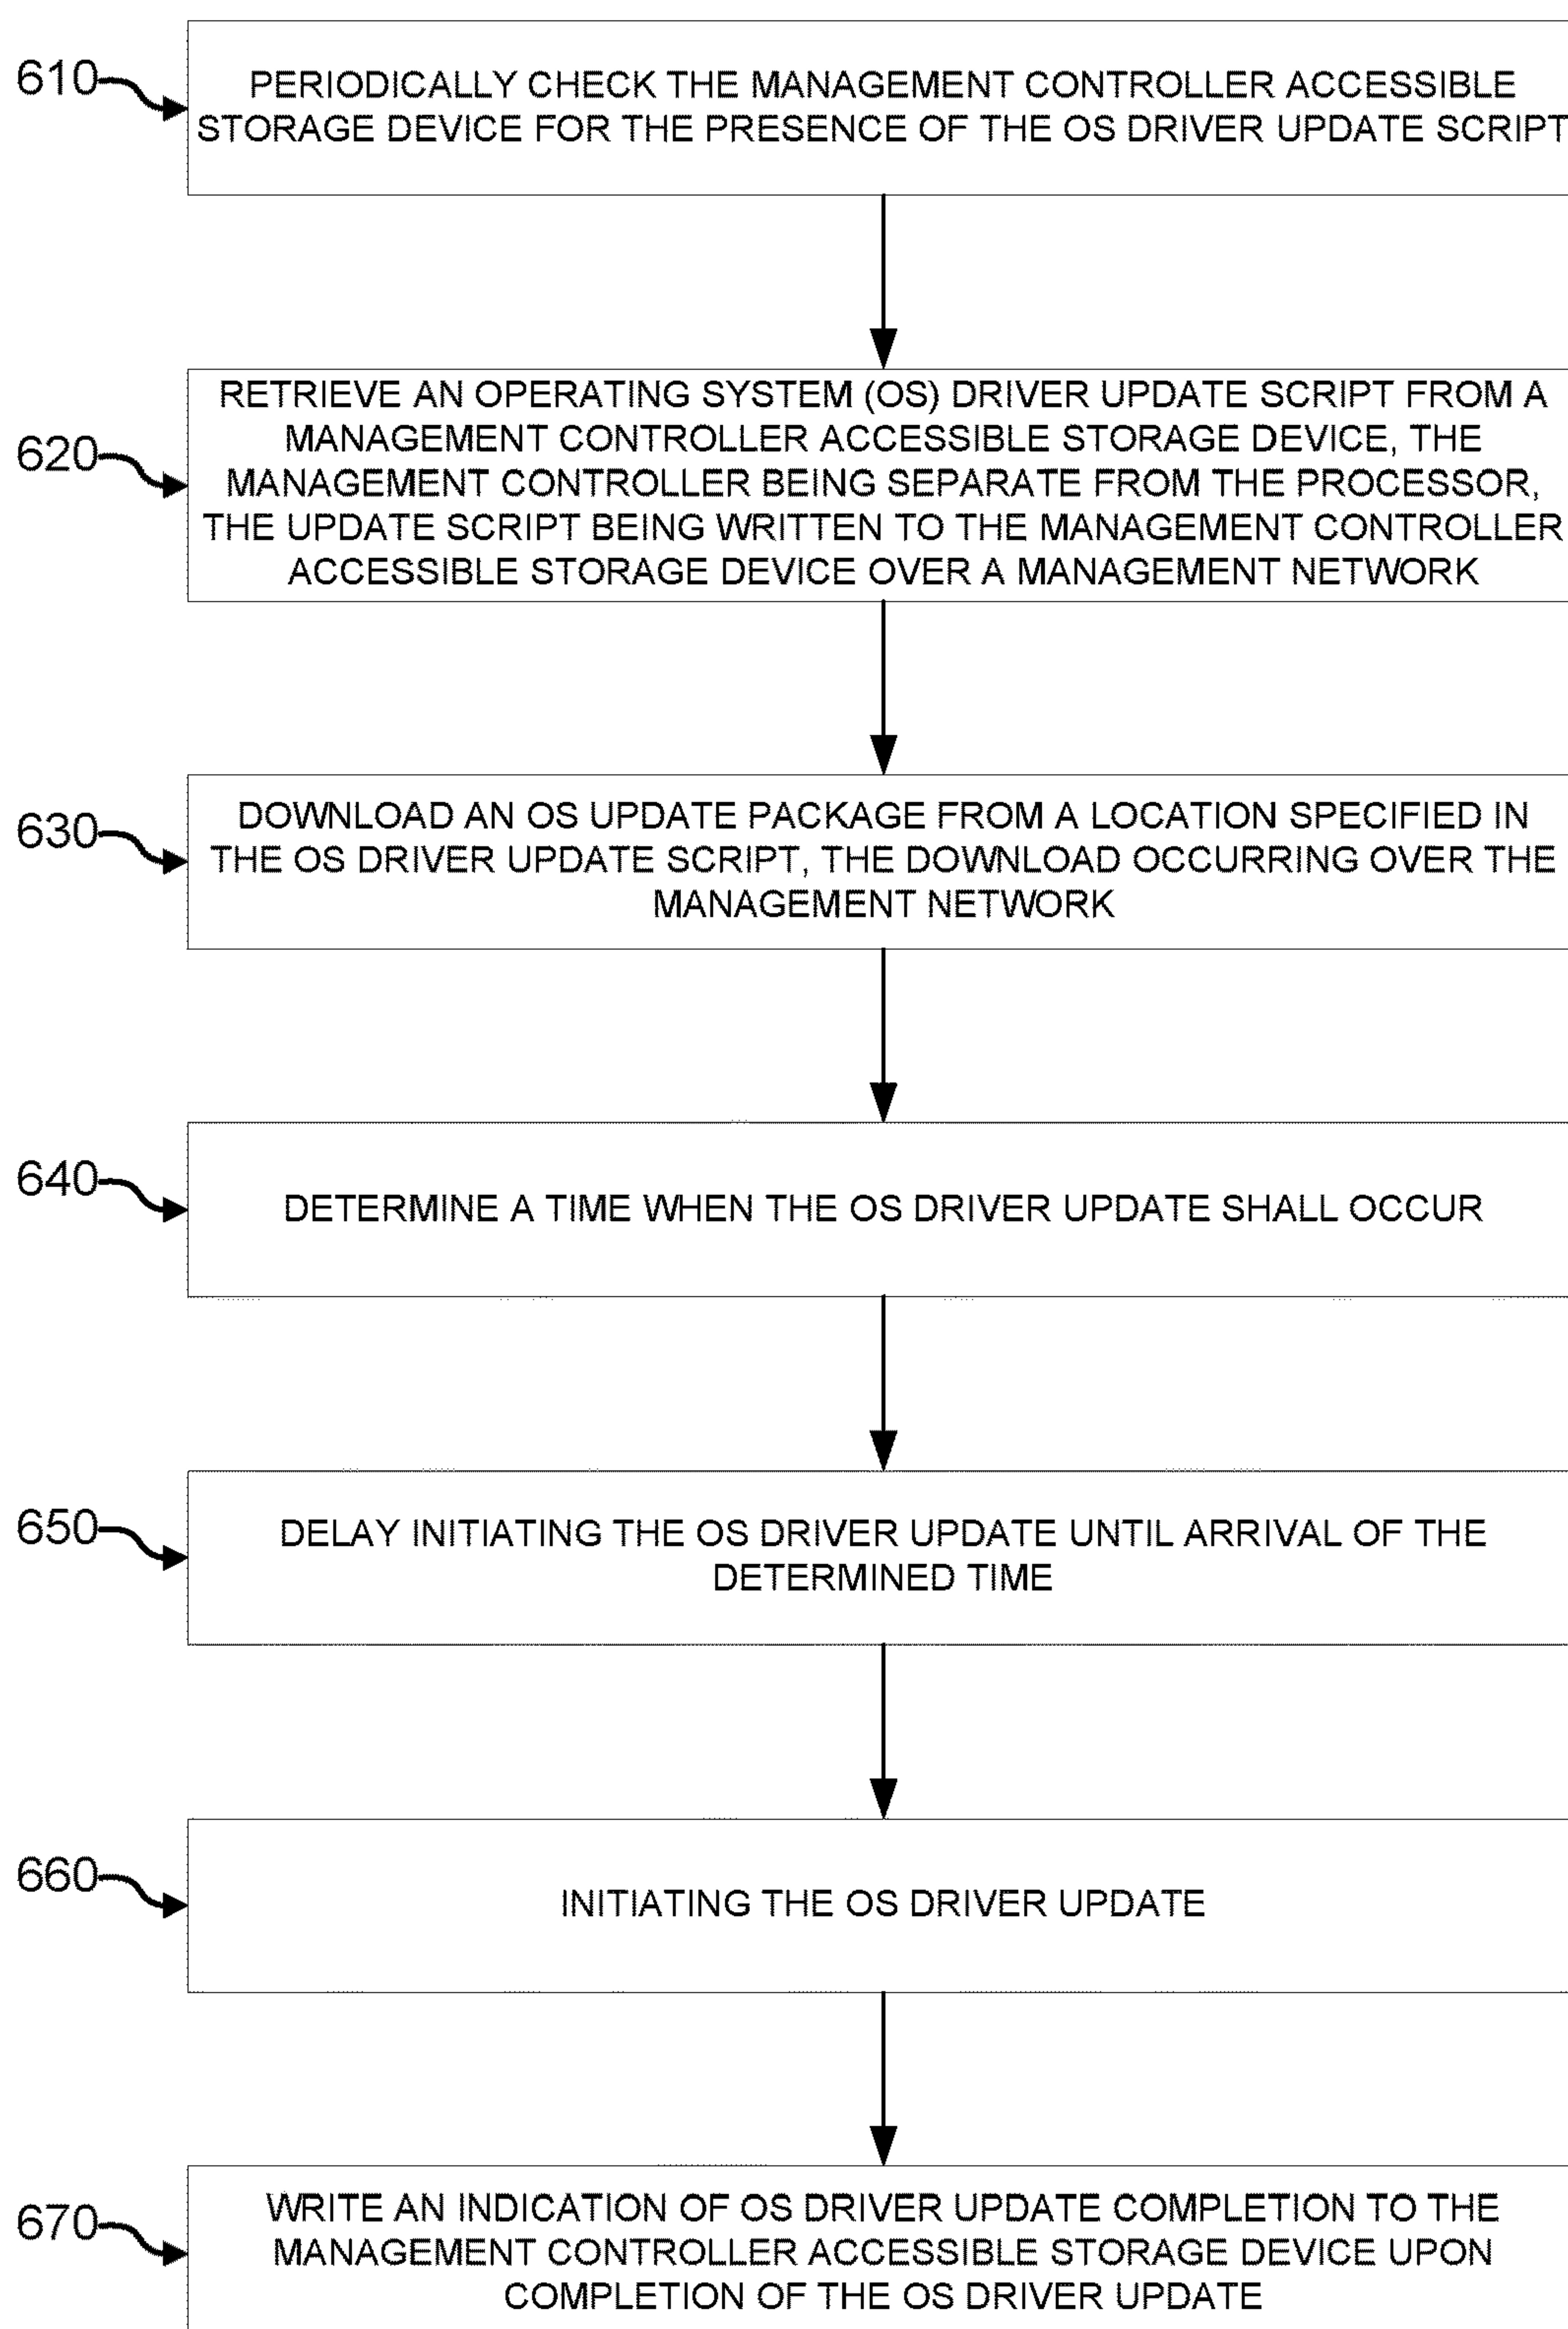 610
PERIODICALLY CHECK THE MANAGEMENT CONTROLLER ACCESSIBLE
STORAGE DEVICE FOR THE PRESENCE OF THE OS DRIVER UPDATE SCRIPT
620
RETRIEVE AN OPERATING SYSTEM (OS) DRIVER UPDATE SCRIPT FROM A
MANAGEMENT CONTROLLER ACCESSIBLE STORAGE DEVICE, THE
MANAGEMENT CONTROLLER BEING SEPARATE FROM THE PROCESSOR,
THE UPDATE SCRIPT BEING WRITTEN TO THE MANAGEMENT CONTROLLER
ACCESSIBLE STORAGE DEVICE OVER A MANAGEMENT NETWORK
630
DOWNLOAD AN OS UPDATE PACKAGE FROM A LOCATION SPECIFIED IN
THE OS DRIVER UPDATE SCRIPT, THE DOWNLOAD OCCURRING OVER THE
MANAGEMENT NETWORK
640
DETERMINE A TIME WHEN THE OS DRIVER UPDATE SHALL OCCUR
650
DELAY INITIATING THE OS DRIVER UPDATE UNTIL ARRIVAL OF THE
DETERMINED TIME
660
INITIATING THE OS DRIVER UPDATE
670
WRITE AN INDICATION OF OS DRIVER UPDATE COMPLETION TO THE
MANAGEMENT CONTROLLER ACCESSIBLE STORAGE DEVICE UPON
COMPLETION OF THE OS DRIVER UPDATE